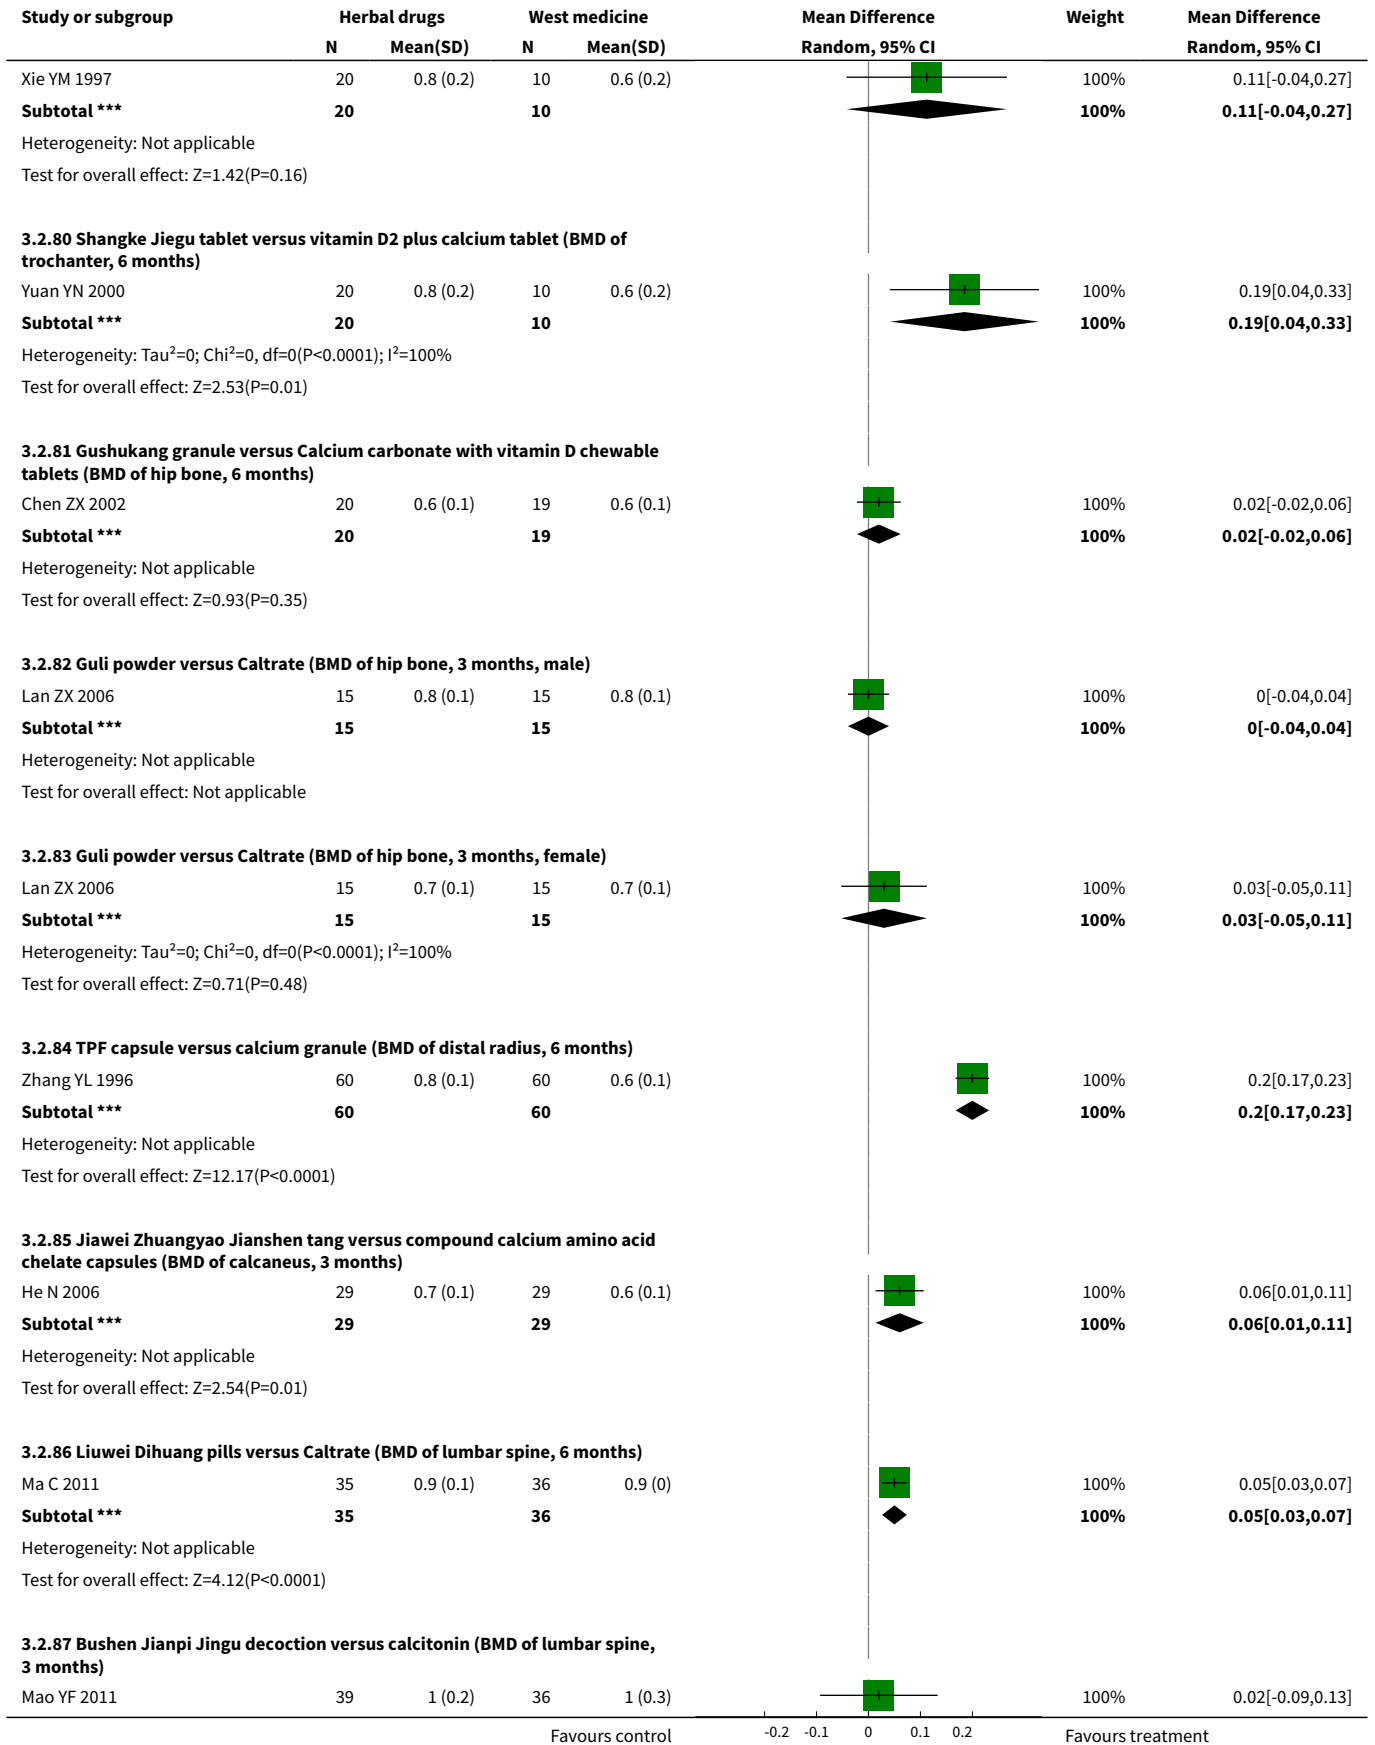 Study or subgroup Herbal drugs West medicine Mean Difference Weight Mean Difference
N Mean(SD) N Mean(SD) Random, 95% CI Random, 95% CI
Xie YM 1997 20 0.8 (0.2) 10 0.6 (0.2) 100% 0.11[-0.04,0.27]
Subtotal *** 20 10 100% 0.11[-0.04,0.27]
Heterogeneity: Not applicable
Test for overall effect: Z=1.42(P=0.16)
3.2.80 Shangke Jiegu tablet versus vitamin D2 plus calcium tablet (BMD of
trochanter, 6 months)
Yuan YN 2000 20 0.8 (0.2) 10 0.6 (0.2) 100% 0.19[0.04,0.33]
Subtotal *** 20 10 100% 0.19[0.04,0.33]
Heterogeneity: Tau²=0; Chi²=0, df=0(P<0.0001); I²=100%
Test for overall effect: Z=2.53(P=0.01)
3.2.81 Gushukang granule versus Calcium carbonate with vitamin D chewable
tablets (BMD of hip bone, 6 months)
Chen ZX 2002 20 0.6 (0.1) 19 0.6 (0.1) 100% 0.02[-0.02,0.06]
Subtotal *** 20 19 100% 0.02[-0.02,0.06]
Heterogeneity: Not applicable
Test for overall effect: Z=0.93(P=0.35)
3.2.82 Guli powder versus Caltrate (BMD of hip bone, 3 months, male)
Lan ZX 2006 15 0.8 (0.1) 15 0.8 (0.1) 100% 0[-0.04,0.04]
Subtotal *** 15 15 100% 0[-0.04,0.04]
Heterogeneity: Not applicable
Test for overall effect: Not applicable
3.2.83 Guli powder versus Caltrate (BMD of hip bone, 3 months, female)
Lan ZX 2006 15 0.7 (0.1) 15 0.7 (0.1) 100% 0.03[-0.05,0.11]
Subtotal *** 15 15 100% 0.03[-0.05,0.11]
Heterogeneity: Tau²=0; Chi²=0, df=0(P<0.0001); I²=100%
Test for overall effect: Z=0.71(P=0.48)
3.2.84 TPF capsule versus calcium granule (BMD of distal radius, 6 months)
Zhang YL 1996 60 0.8 (0.1) 60 0.6 (0.1) 100% 0.2[0.17,0.23]
Subtotal *** 60 60 100% 0.2[0.17,0.23]
Heterogeneity: Not applicable
Test for overall effect: Z=12.17(P<0.0001)
3.2.85 Jiawei Zhuangyao Jianshen tang versus compound calcium amino acid
chelate capsules (BMD of calcaneus, 3 months)
He N 2006 29 0.7 (0.1) 29 0.6 (0.1) 100% 0.06[0.01,0.11]
Subtotal *** 29 29 100% 0.06[0.01,0.11]
Heterogeneity: Not applicable
Test for overall effect: Z=2.54(P=0.01)
3.2.86 Liuwei Dihuang pills versus Caltrate (BMD of lumbar spine, 6 months)
Ma C 2011 35 0.9 (0.1) 36 0.9 (0) 100% 0.05[0.03,0.07]
Subtotal *** 35 36 100% 0.05[0.03,0.07]
Heterogeneity: Not applicable
Test for overall effect: Z=4.12(P<0.0001)
3.2.87 Bushen Jianpi Jingu decoction versus calcitonin (BMD of lumbar spine,
3 months)
Mao YF 2011 39 1 (0.2) 36 1 (0.3) 100% 0.02[-0.09,0.13]
Favours control -0.2 -0.1 0 0.1 0.2 Favours treatment